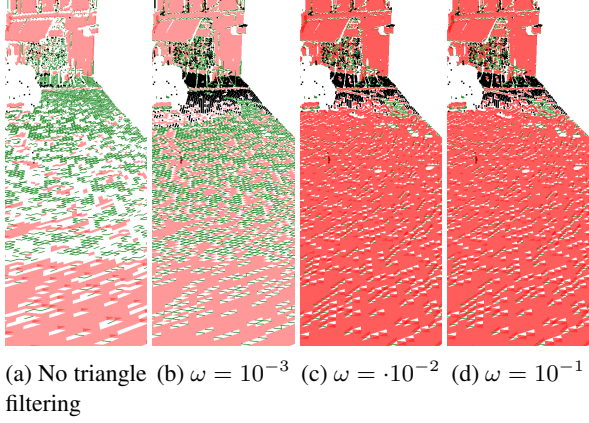 (a) No triangle filtering
(b) ω = 10⁻³
(c) ω = ·10⁻²
(d) ω = 10⁻¹